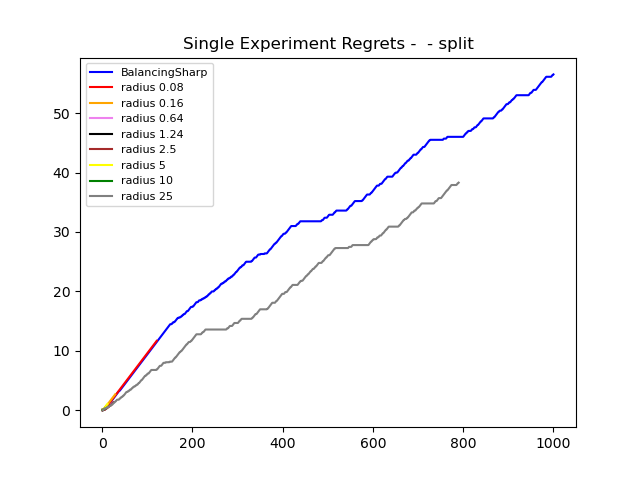 Single Experiment Regrets -  - split
BalancingSharp
radius 0.08
radius 0.16
radius 0.64
radius 1.24
radius 2.5
radius 5
radius 10
radius 25
50
40
30
20
10
0
0 200 400 600 800 1000